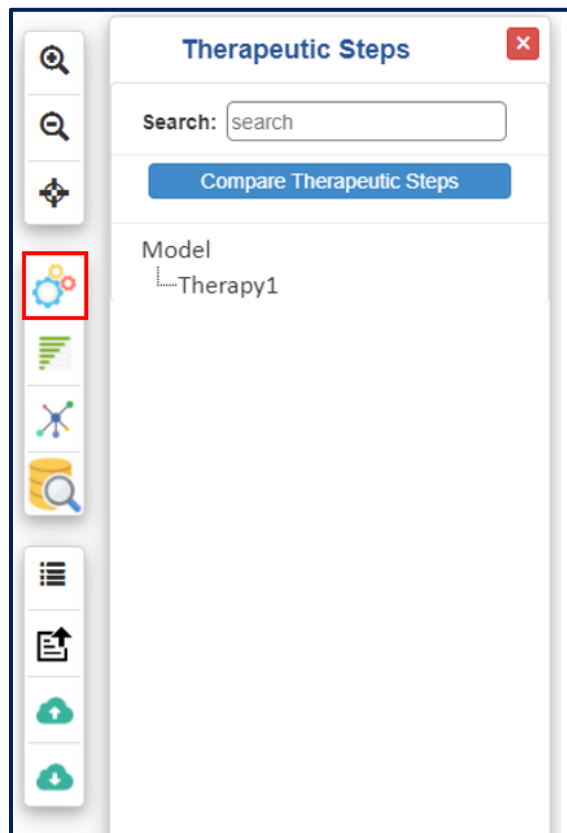 Therapeutic Steps
Search: search
Compare Therapeutic Steps
Model
Therapy1